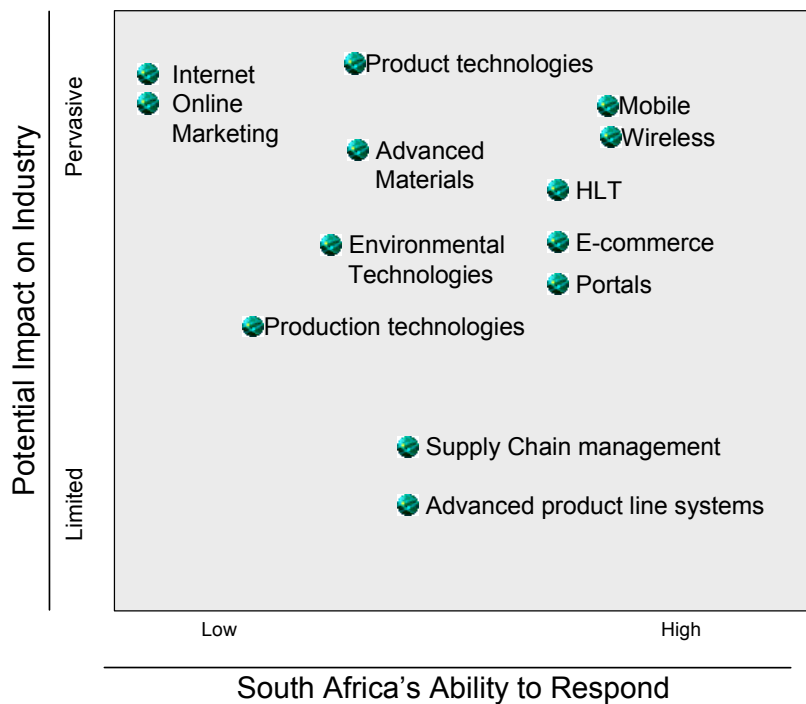 Potential Impact on Industry
Pervasive
Limited
Internet
Online
Marketing
Product technologies
Mobile
Wireless
Advanced
Materials
HLT
Environmental
Technologies
E-commerce
Portals
Production technologies
Supply Chain management
Advanced product line systems
Low
High
South Africa’s Ability to Respond